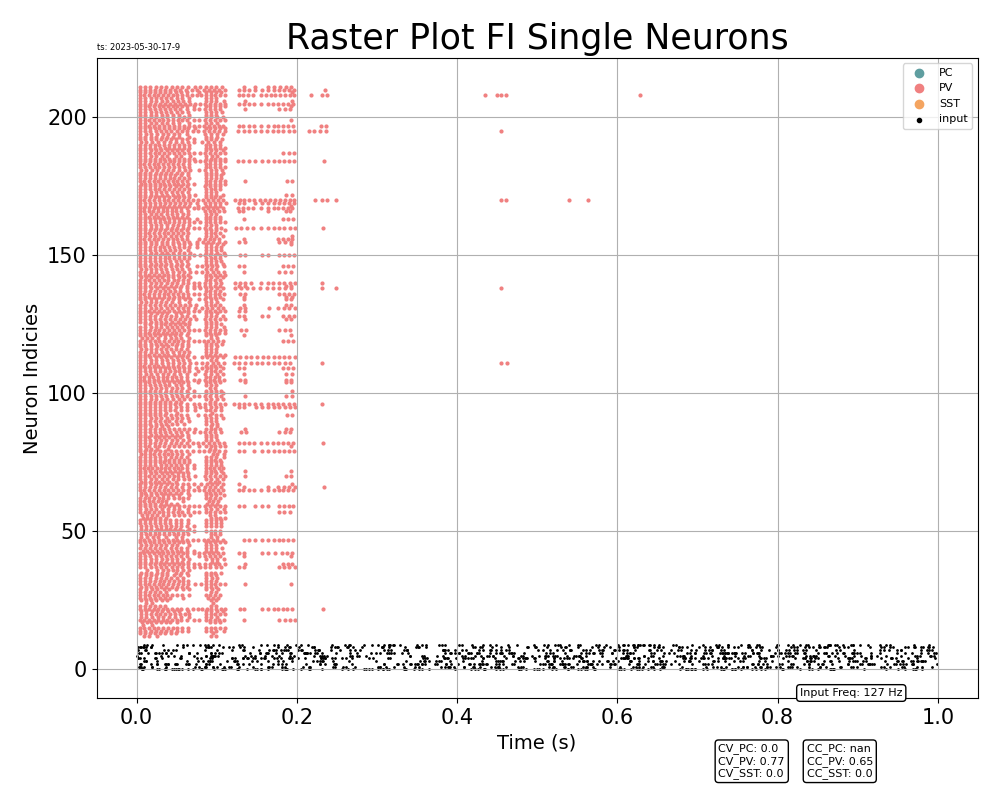 Raster Plot FI Single Neurons
ts: 2023-05-30-17-9
PC
PV
SST
input
200
150
100
50
0
Neuron Indicies
0.0 0.2 0.4 0.6 0.8 1.0
Time (s)
Input Freq: 127 Hz
CV_PC: 0.0
CV_PV: 0.77
CV_SST: 0.0
CC_PC: nan
CC_PV: 0.65
CC_SST: 0.0